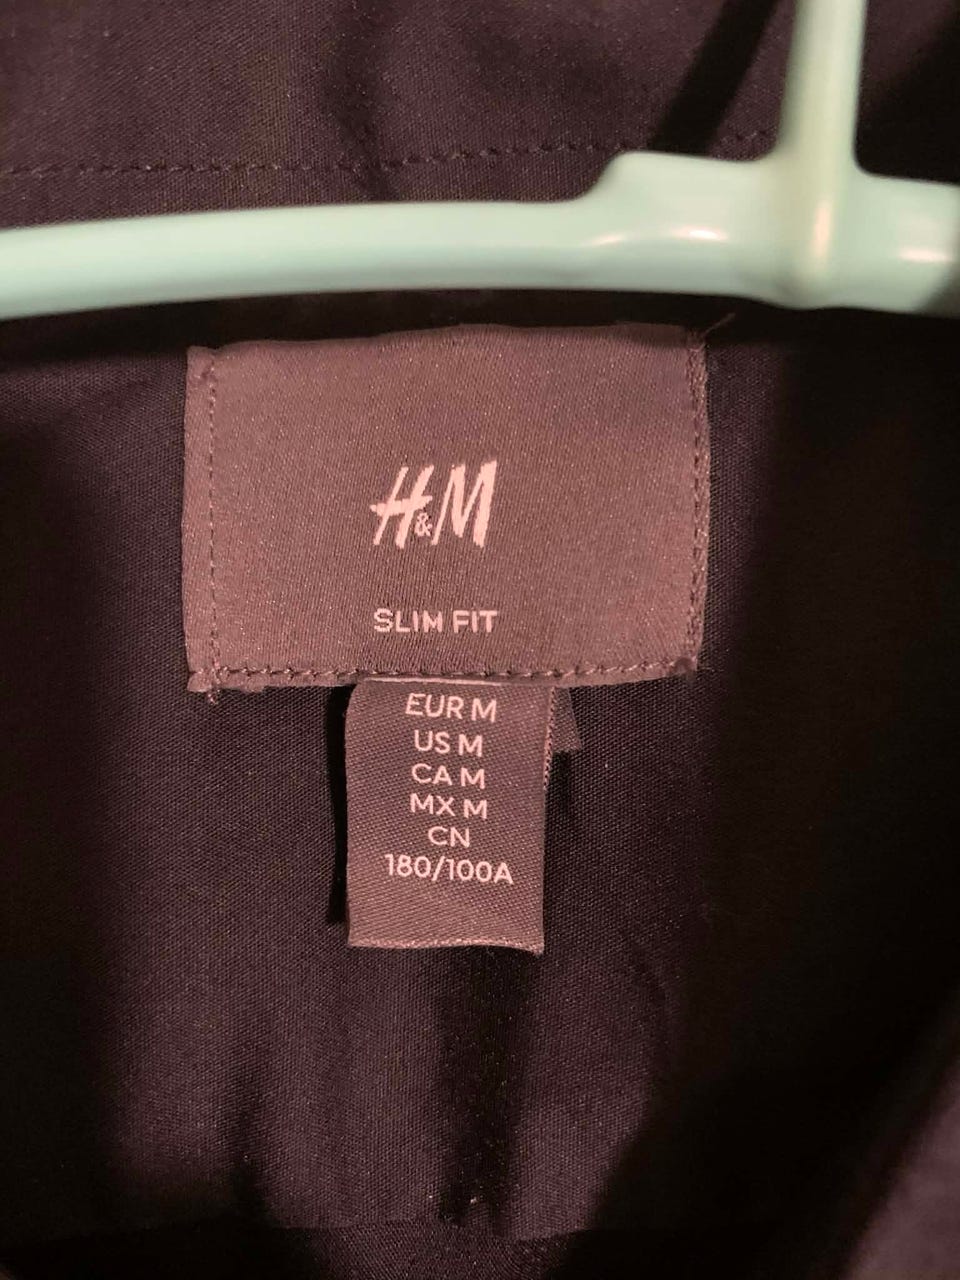 H&M
SLIM FIT
EUR M
US M
CA M
MX M
CN
180/100A